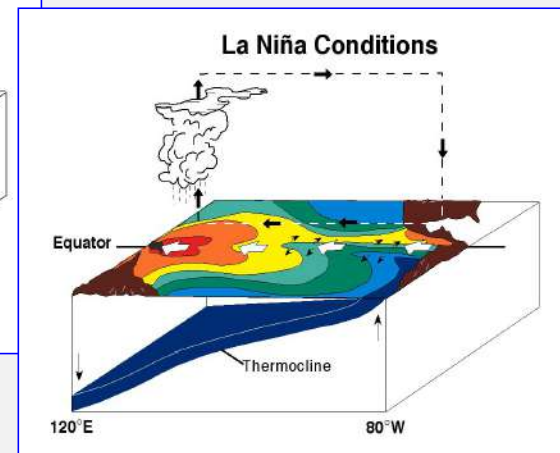 La Niña Conditions
Equator
Thermocline
120°E
80°W